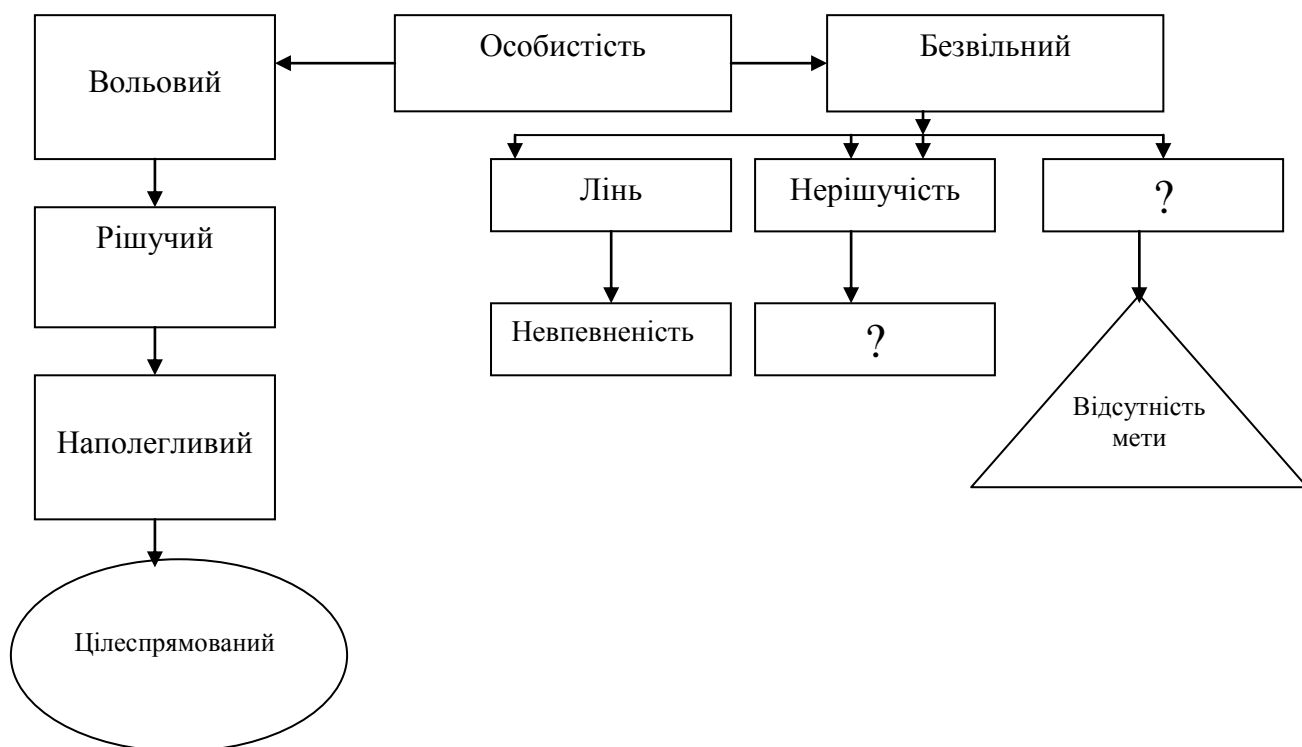 Особистість
Безвільний
Вольовий
Лінь
Нерішучість
?
Рішучий
Невпевненість
?
Наполегливий
Відсутність
мети
Цілеспрямований